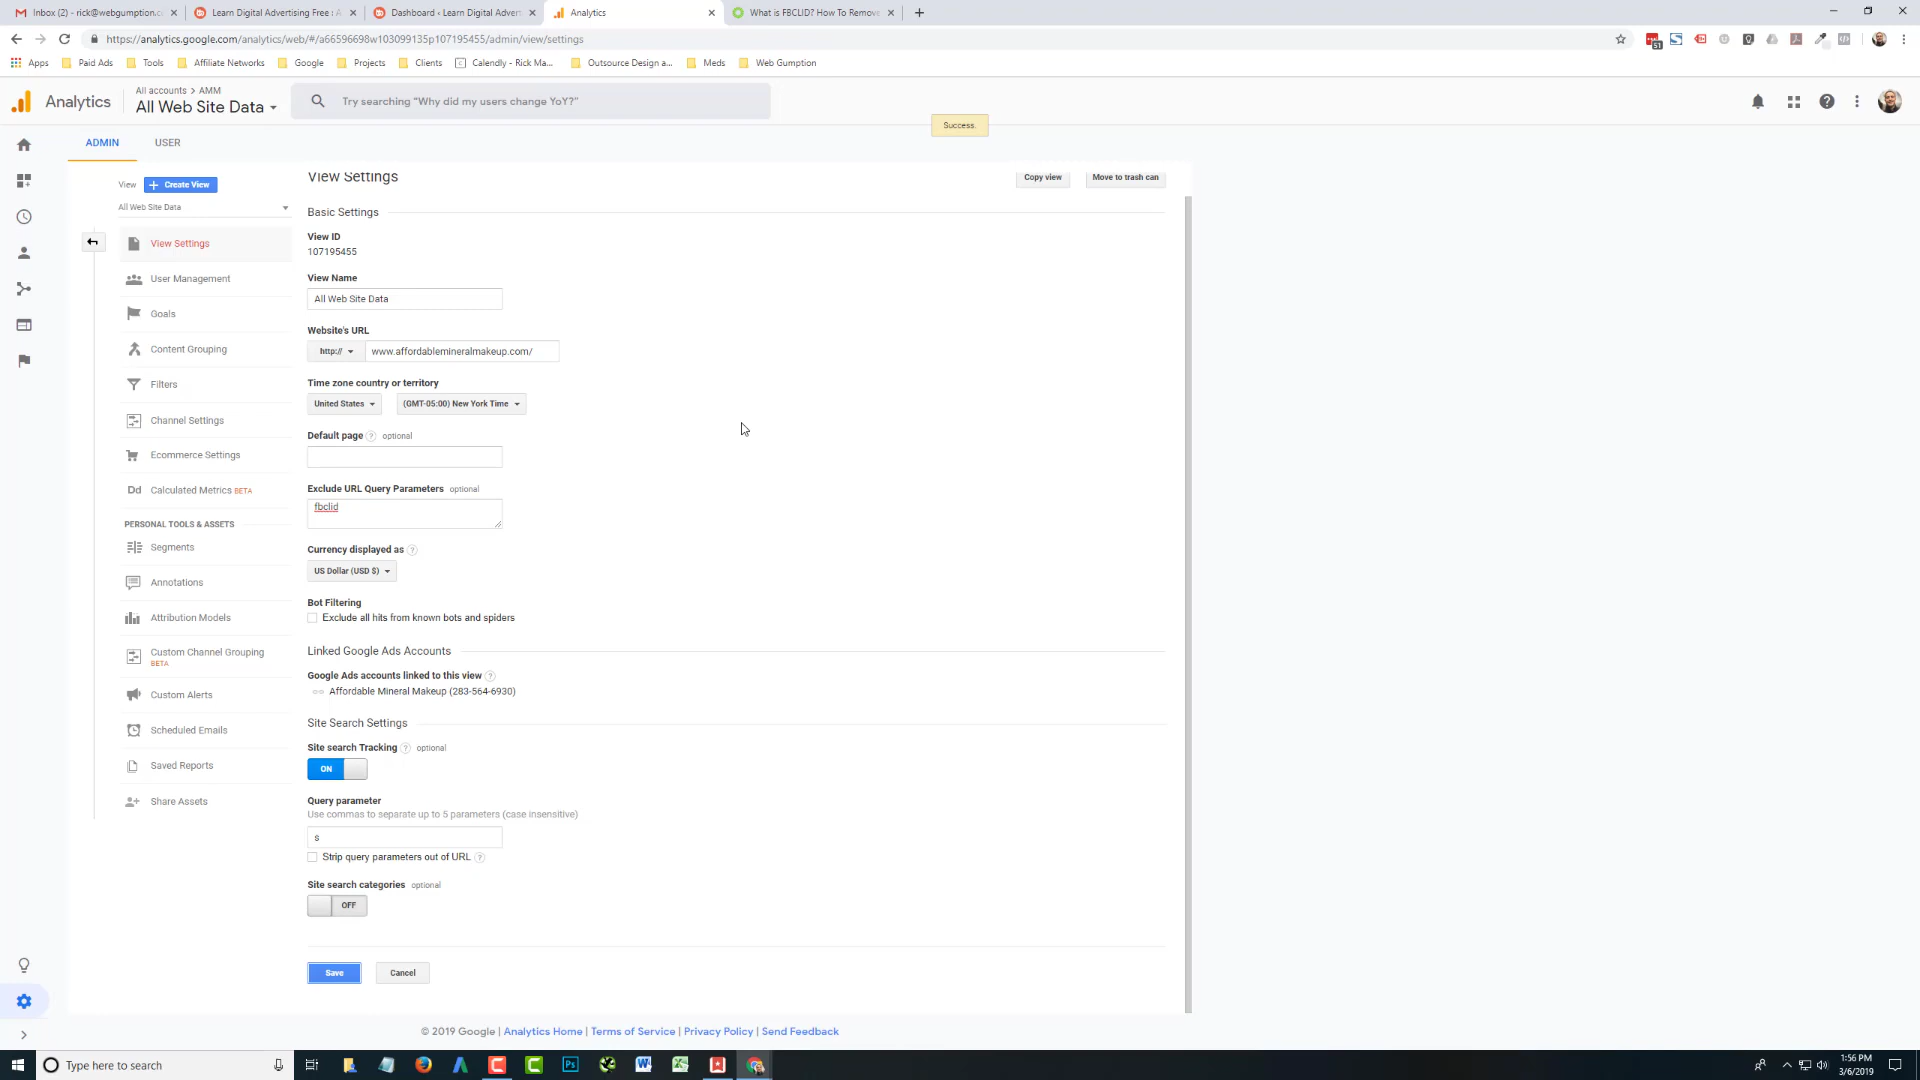 Inbox (2) - rick@webgumption.c
Learn Digital Advertising Free : A
Dashboard ‹ Learn Digital Advert
Analytics
What is FBCLID? How To Remove
https://analytics.google.com/analytics/web/#/a66596698w103099135p107195455/admin/view/settings
51
Apps
Paid Ads
Tools
Affiliate Networks
Google
Projects
Clients
Calendly - Rick Ma...
Outsource Design a...
Meds
Web Gumption
Analytics
All accounts > AMM
All Web Site Data
Try searching “Why did my users change YoY?”
Success.
ADMIN
USER
View
Create View
All Web Site Data
View Settings
User Management
Goals
Content Grouping
Filters
Channel Settings
Ecommerce Settings
Dd Calculated Metrics BETA
PERSONAL TOOLS & ASSETS
Segments
Annotations
Attribution Models
Custom Channel Grouping
BETA
Custom Alerts
Scheduled Emails
Saved Reports
Share Assets
View Settings
Copy view
Move to trash can
Basic Settings
View ID
107195455
View Name
All Web Site Data
Website's URL
http://
www.affordablemineralmakeup.com/
Time zone country or territory
United States
(GMT-05:00) New York Time
Default page ? optional
Exclude URL Query Parameters optional
fbclid
Currency displayed as ?
US Dollar (USD $)
Bot Filtering
Exclude all hits from known bots and spiders
Linked Google Ads Accounts
Google Ads accounts linked to this view ?
Affordable Mineral Makeup (283-564-6930)
Site Search Settings
Site search Tracking ? optional
ON
Query parameter
Use commas to separate up to 5 parameters (case insensitive)
s
Strip query parameters out of URL ?
Site search categories optional
OFF
Save
Cancel
© 2019 Google | Analytics Home | Terms of Service | Privacy Policy | Send Feedback
Type here to search
Ps
1:56 PM
3/6/2019